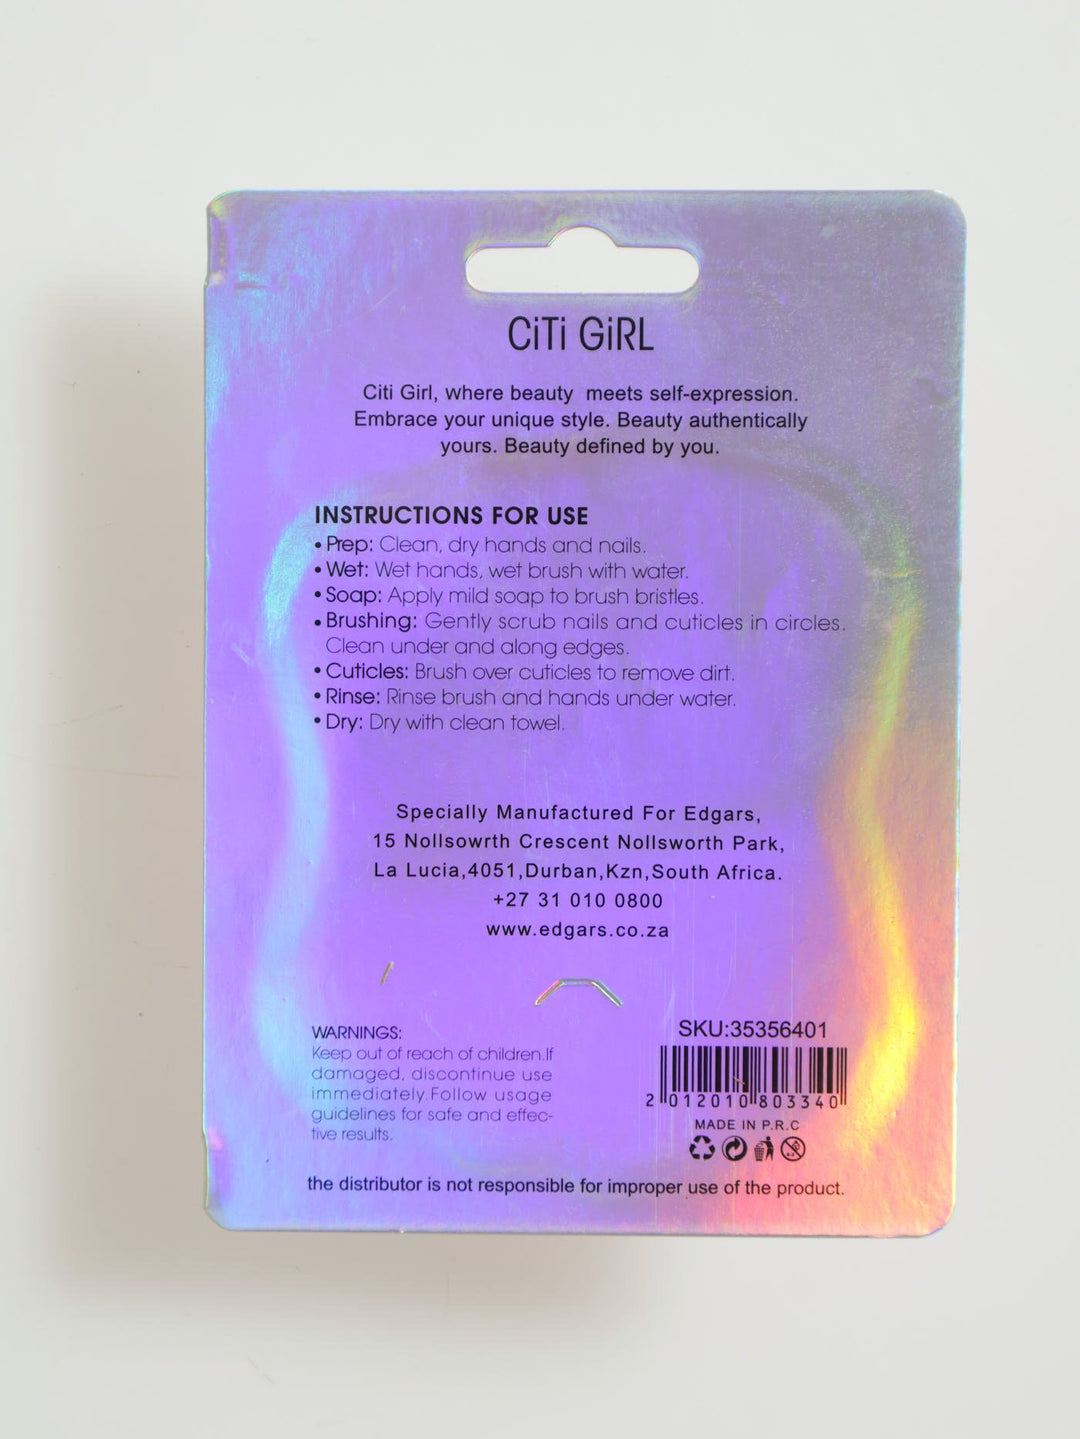 CiTi GiRL
Citi Girl, where beauty meets self-expression.
Embrace your unique style. Beauty authentically
yours. Beauty defined by you.
INSTRUCTIONS FOR USE
• Prep: Clean, dry hands and nails.
• Wet: Wet hands, wet brush with water.
• Soap: Apply mild soap to brush bristles.
• Brushing: Gently scrub nails and cuticles in circles.
Clean under and along edges.
• Cuticles: Brush over cuticles to remove dirt.
• Rinse: Rinse brush and hands under water.
• Dry: Dry with clean towel.
Specially Manufactured For Edgars,
15 Nollsowrth Crescent Nollsworth Park,
La Lucia,4051,Durban,Kzn,South Africa.
+27 31 010 0800
www.edgars.co.za
WARNINGS:
Keep out of reach of children.If
damaged, discontinue use
immediately.Follow usage
guidelines for safe and effec-
tive results.
SKU:35356401
2 012010 803340
MADE IN P.R.C
the distributor is not responsible for improper use of the product.